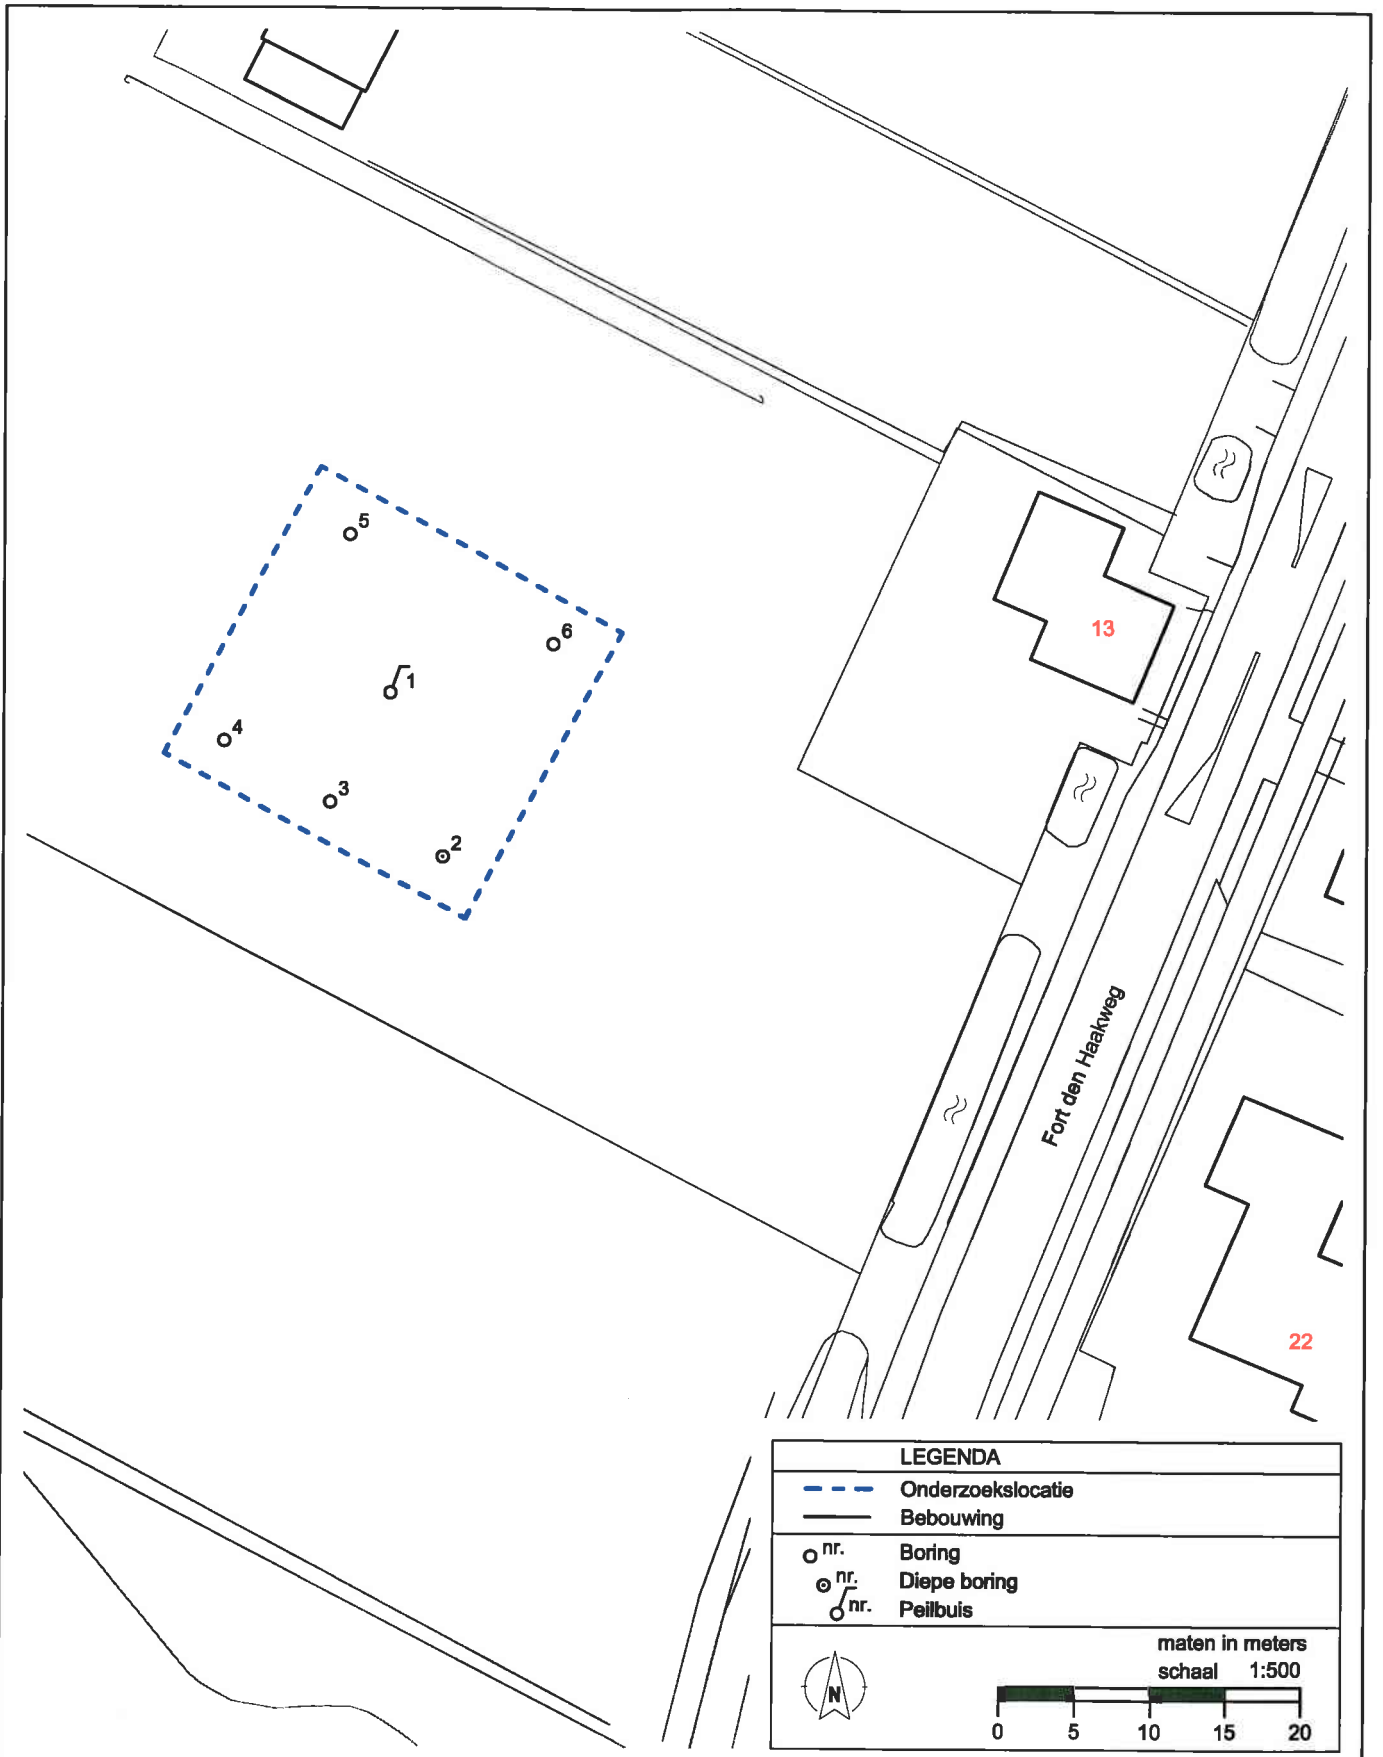 5
6
1
4
3
2
13
Fort den Haakweg
22
LEGENDA
Onderzoekslocatie
Bebouwing
nr. Boring
nr. Diepe boring
nr. Peilbuis
maten in meters
schaal 1:500
N
0 5 10 15 20